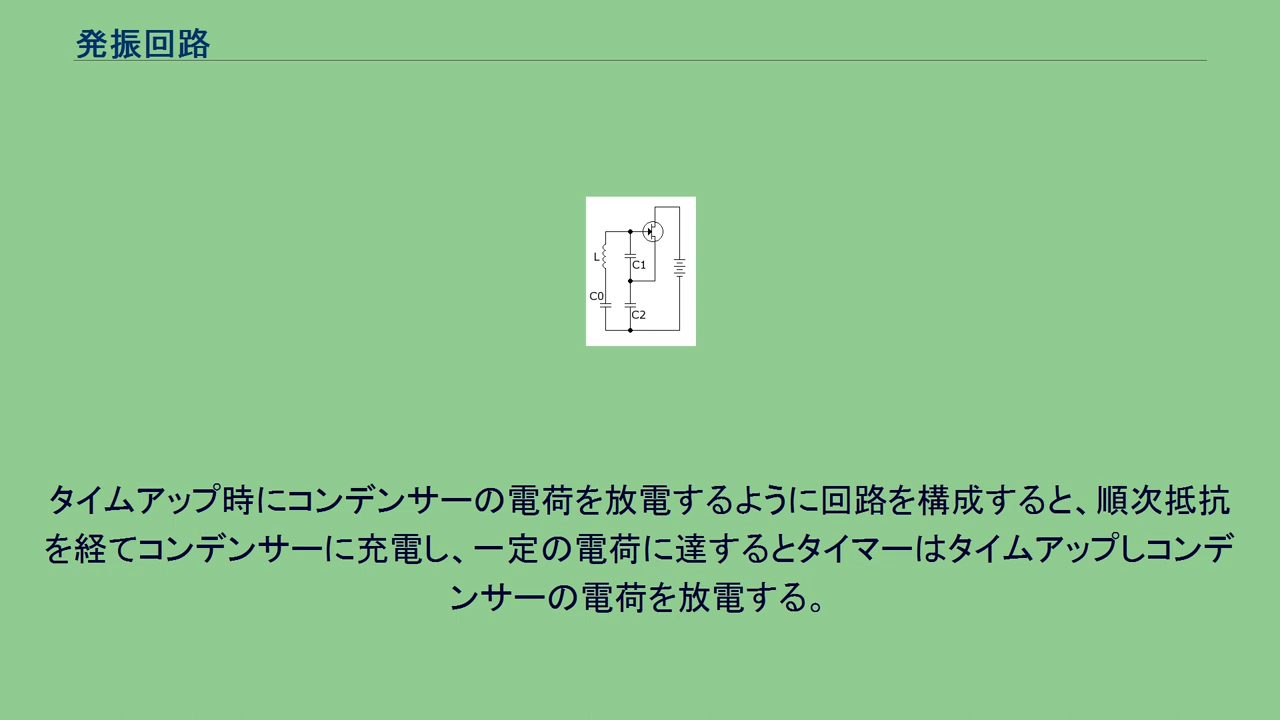 発振回路
L
C1
C0
C2
タイムアップ時にコンデンサーの電荷を放電するように回路を構成すると、順次抵抗
を経てコンデンサーに充電し、一定の電荷に達するとタイマーはタイムアップしコンデ
ンサーの電荷を放電する。